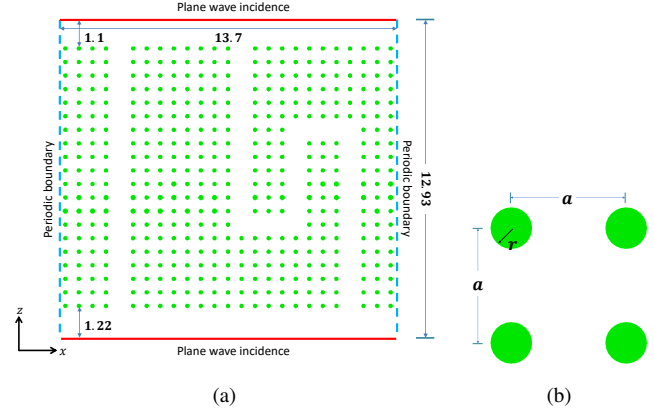 Plane wave incidence
1.1
13.7
Periodic boundary
Periodic boundary
12.93
a
r
a
1.22
z
x
Plane wave incidence
(a)
(b)